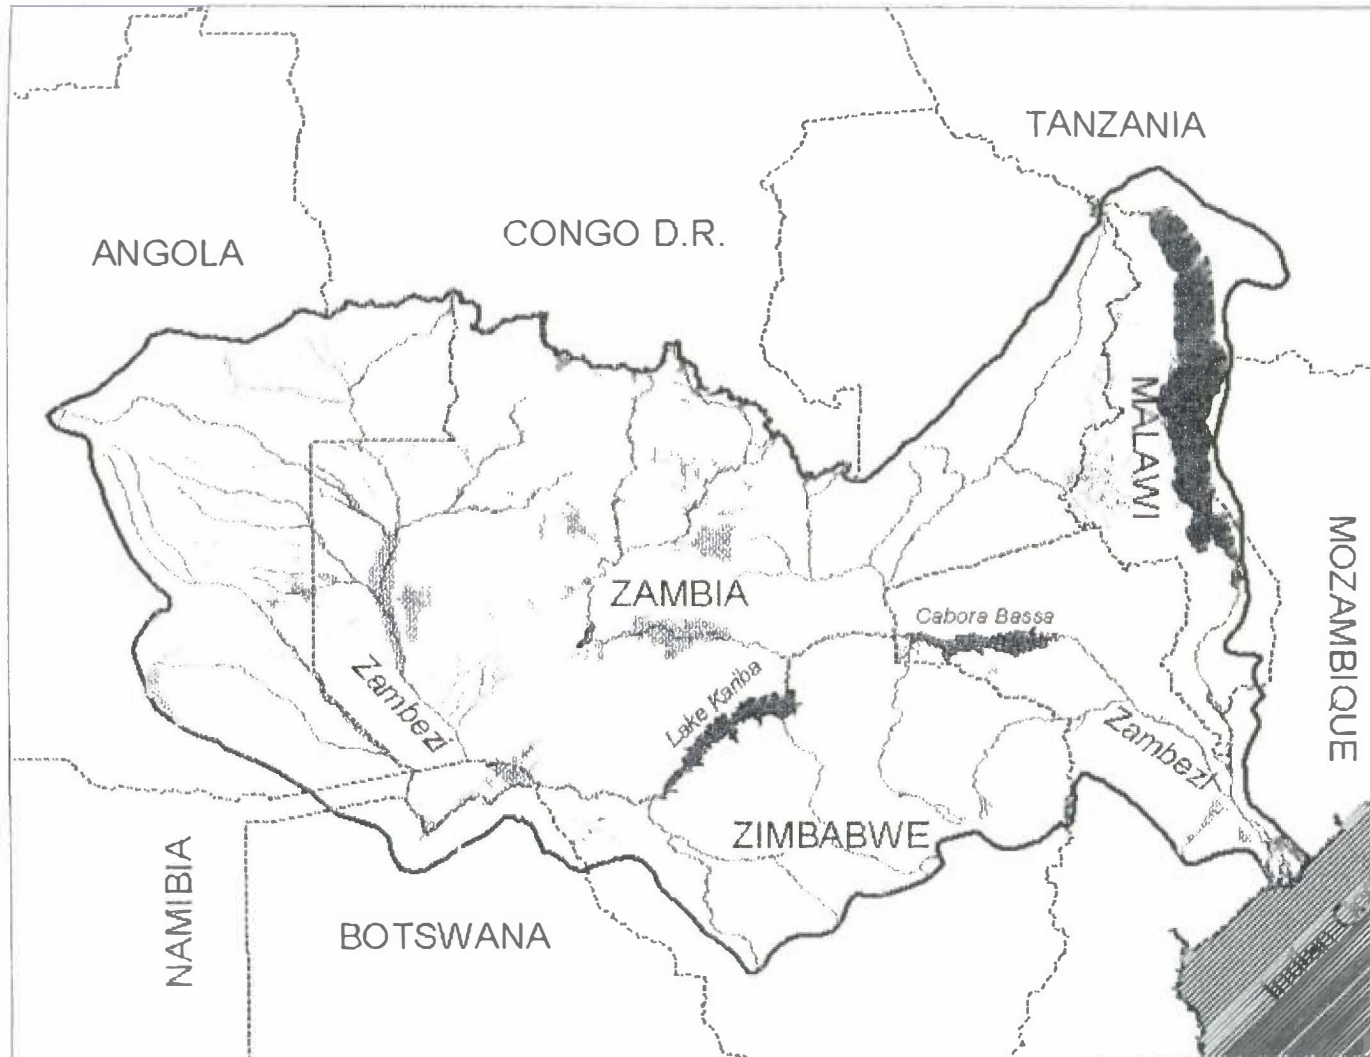 TANZANIA
CONGO D.R.
ANGOLA
MALAWI
MOZAMBIQUE
ZAMBIA
Cabora Bassa
Zambezi
Lake Kariba
Zambezi
ZIMBABWE
NAMIBIA
BOTSWANA